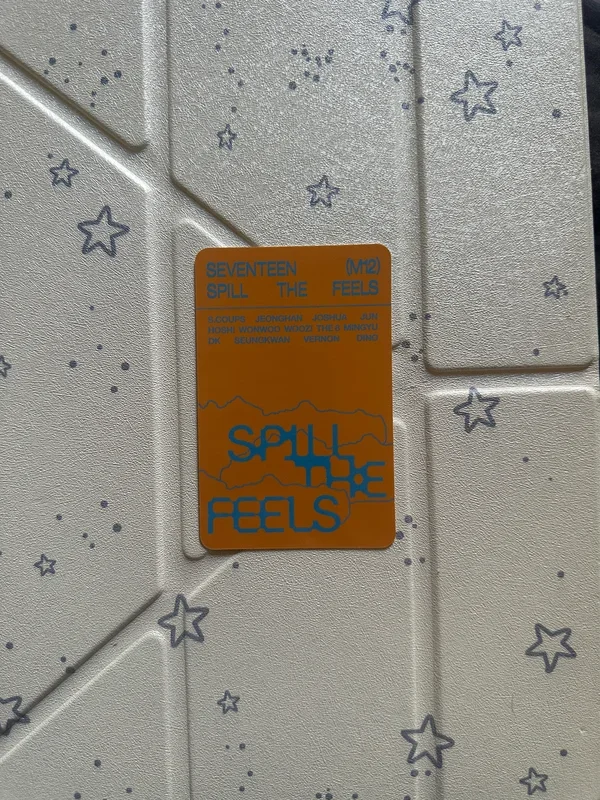 SEVENTEEN (M12)
SPILL THE FEELS
S.COUPS JEONGHAN JOSHUA JUN
HOSHI WONWOO WOOZI THE 8 MINGYU
DK SEUNGKWAN VERNON DINO
SPILL
THE
FEELS